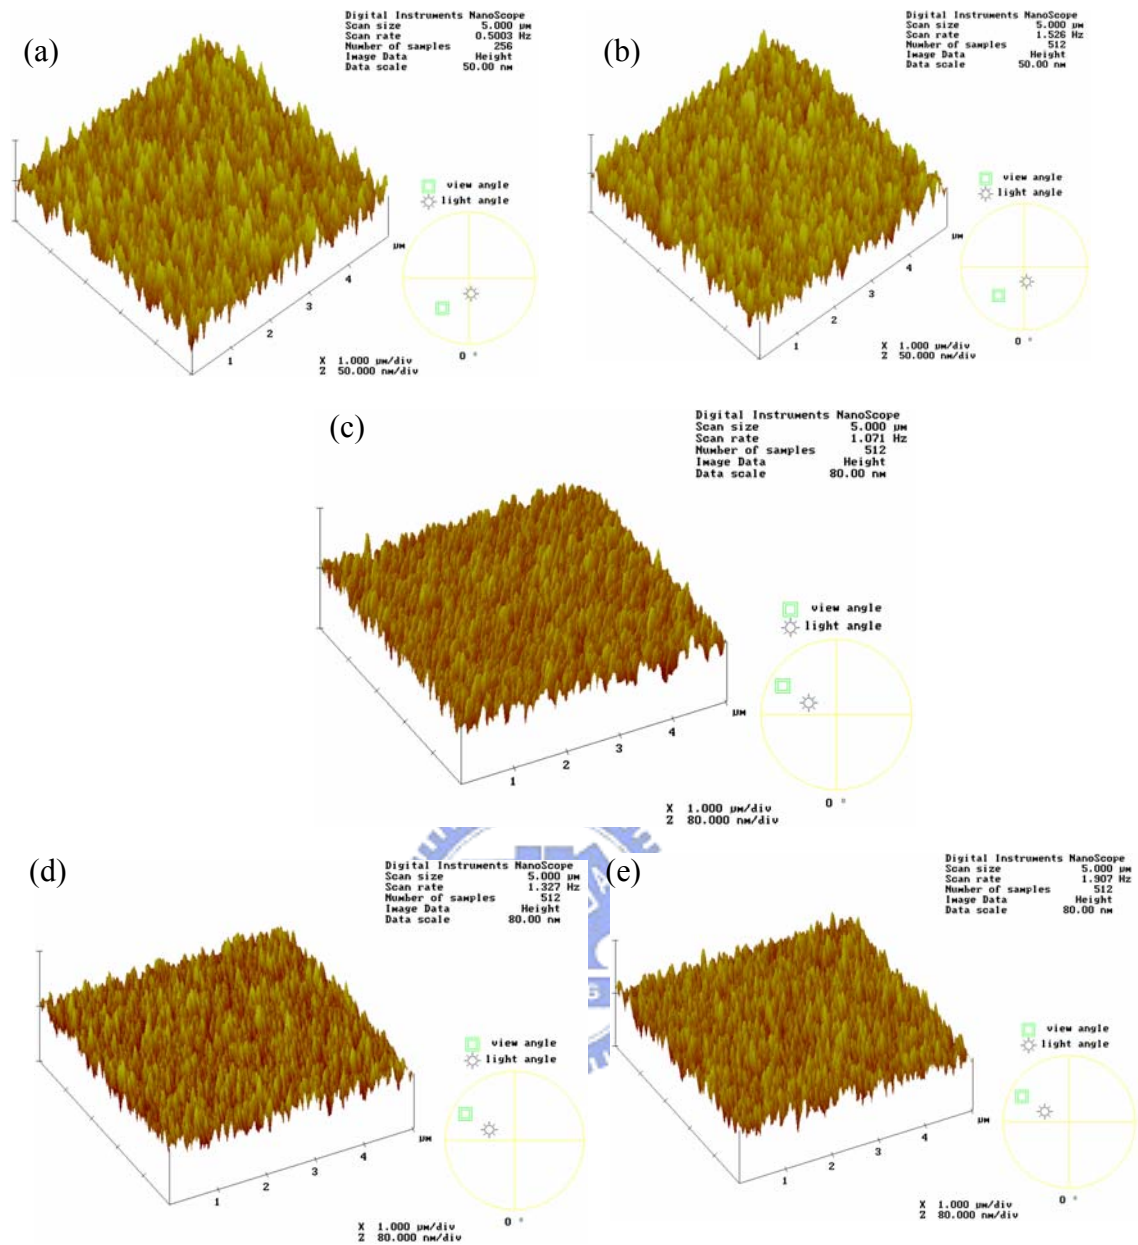 (a)
Digital Instruments NanoScope
Scan size 5.000 µm
Scan rate 0.5003 Hz
Number of samples 256
Image Data Height
Data scale 50.00 nm
view angle
light angle
µm
4
3
2
1
0 °
X 1.000 µm/div
Z 50.000 nm/div
(b)
Digital Instruments NanoScope
Scan size 5.000 µm
Scan rate 1.526 Hz
Number of samples 512
Image Data Height
Data scale 50.00 nm
view angle
light angle
µm
4
3
2
1
0 °
X 1.000 µm/div
Z 50.000 nm/div
(c)
Digital Instruments NanoScope
Scan size 5.000 µm
Scan rate 1.071 Hz
Number of samples 512
Image Data Height
Data scale 80.00 nm
view angle
light angle
µm
4
3
2
1
0 °
X 1.000 µm/div
Z 80.000 nm/div
(d)
Digital Instruments NanoScope
Scan size 5.000 µm
Scan rate 1.327 Hz
Number of samples 512
Image Data Height
Data scale 80.00 nm
view angle
light angle
µm
4
3
2
1
0 °
X 1.000 µm/div
Z 80.000 nm/div
(e)
Digital Instruments NanoScope
Scan size 5.000 µm
Scan rate 1.907 Hz
Number of samples 512
Image Data Height
Data scale 80.00 nm
view angle
light angle
µm
4
3
2
1
0 °
X 1.000 µm/div
Z 80.000 nm/div